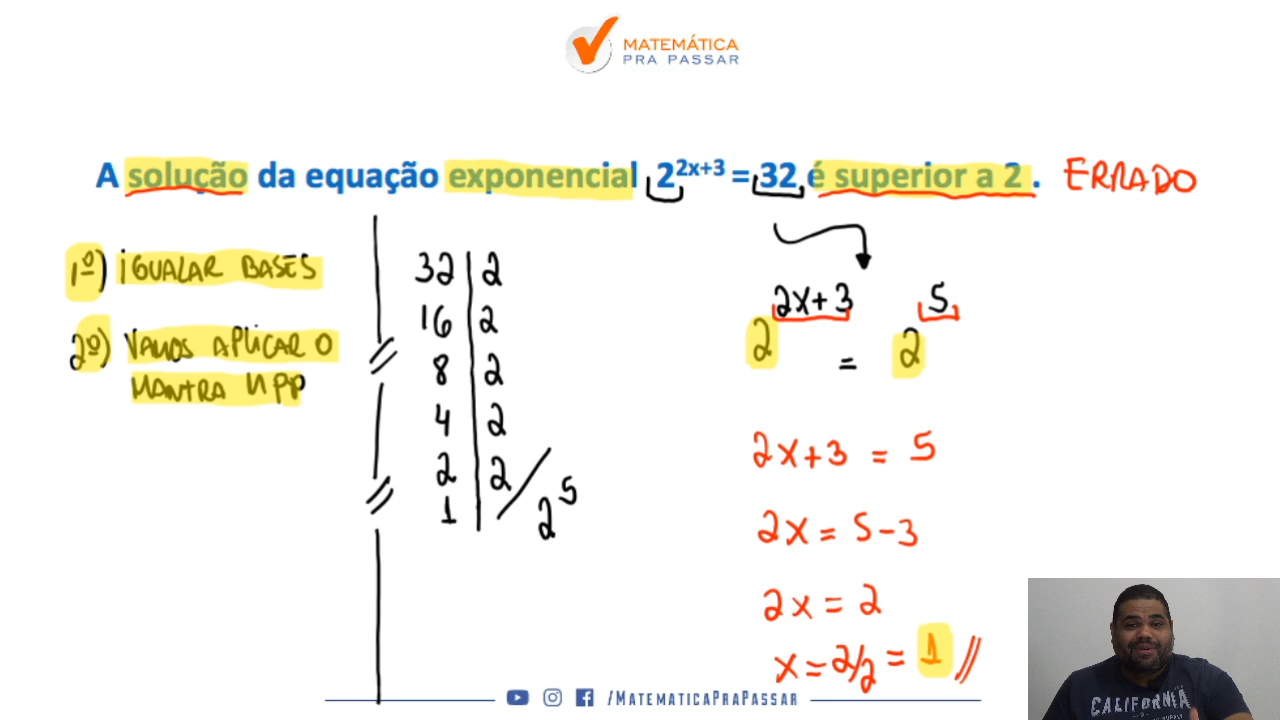 MATEMÁTICA
PRA PASSAR
A solução da equação exponencial 2^{2x+3} = 32 é superior a 2 . ERRADO
1º) IGUALAR BASES
2º) VAMOS APLICAR O
MANTRA MPP
32 | 2
16 | 2
8 | 2
4 | 2
2 | 2 / 2^5
1 |
2^{2x+3} = 2^5
2x+3 = 5
2x = 5-3
2x = 2
x = 2/2 = 1 //
/MATEMATICAPRAPASSAR
CALIFORNEA